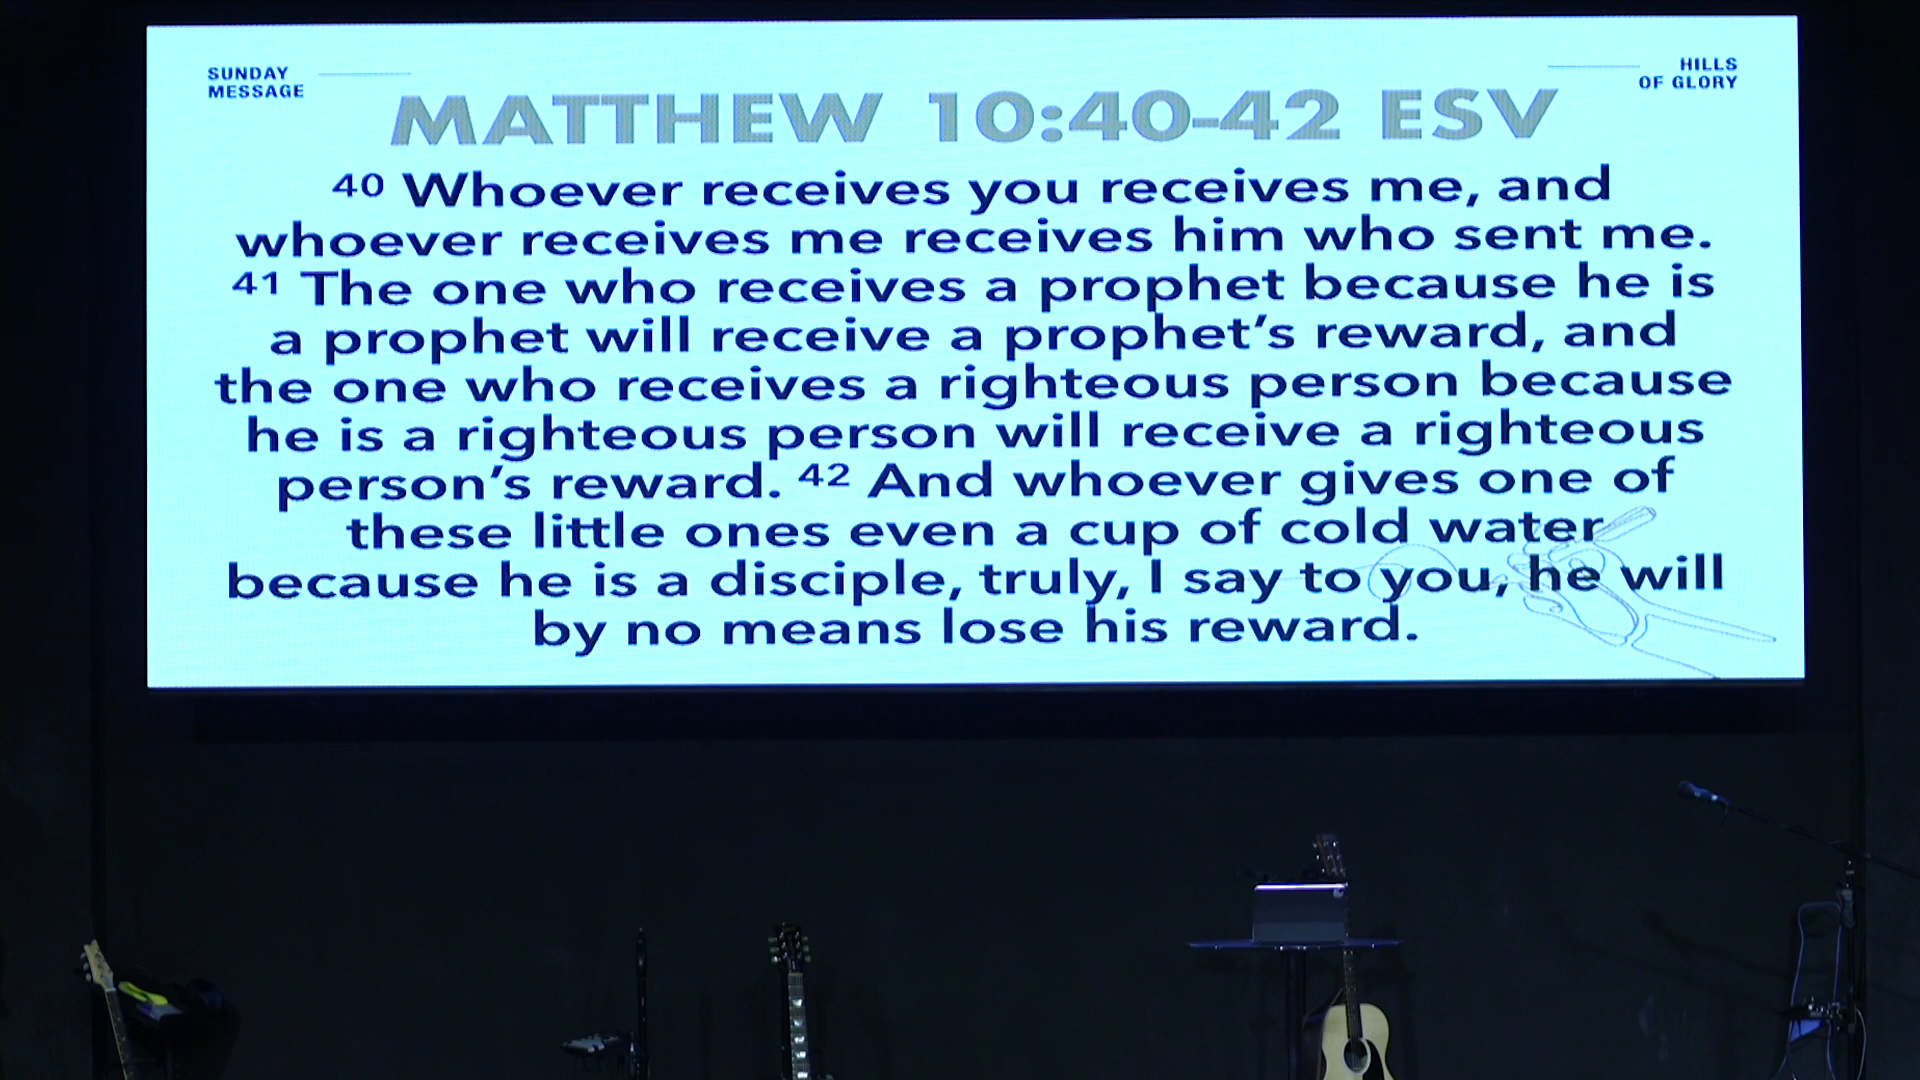 SUNDAY
MESSAGE
HILLS
OF GLORY
MATTHEW 10:40-42 ESV
40 Whoever receives you receives me, and
whoever receives me receives him who sent me.
41 The one who receives a prophet because he is
a prophet will receive a prophet’s reward, and
the one who receives a righteous person because
he is a righteous person will receive a righteous
person’s reward. 42 And whoever gives one of
these little ones even a cup of cold water
because he is a disciple, truly, I say to you, he will
by no means lose his reward.